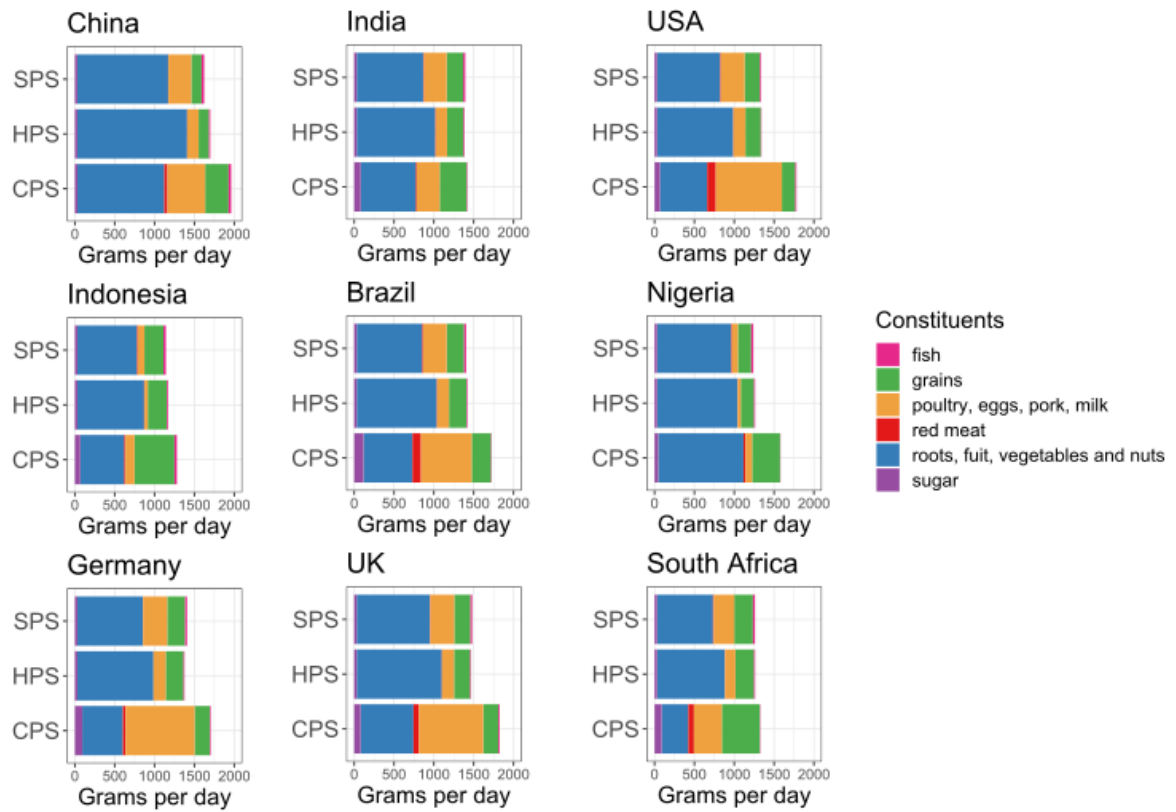 China
SPS
HPS
CPS
0 500 1000 1500 2000
Grams per day
India
0 500 1000 1500 2000
Grams per day
USA
0 500 1000 1500 2000
Grams per day
Indonesia
SPS
HPS
CPS
0 500 1000 1500 2000
Grams per day
Brazil
SPS
HPS
CPS
0 500 1000 1500 2000
Grams per day
Nigeria
SPS
HPS
CPS
0 500 1000 1500 2000
Grams per day
Germany
SPS
HPS
CPS
0 500 1000 1500 2000
Grams per day
UK
SPS
HPS
CPS
0 500 1000 1500 2000
Grams per day
South Africa
SPS
HPS
CPS
0 500 1000 1500 2000
Grams per day
Constituents
fish
grains
poultry, eggs, pork, milk
red meat
roots, fuit, vegetables and nuts
sugar